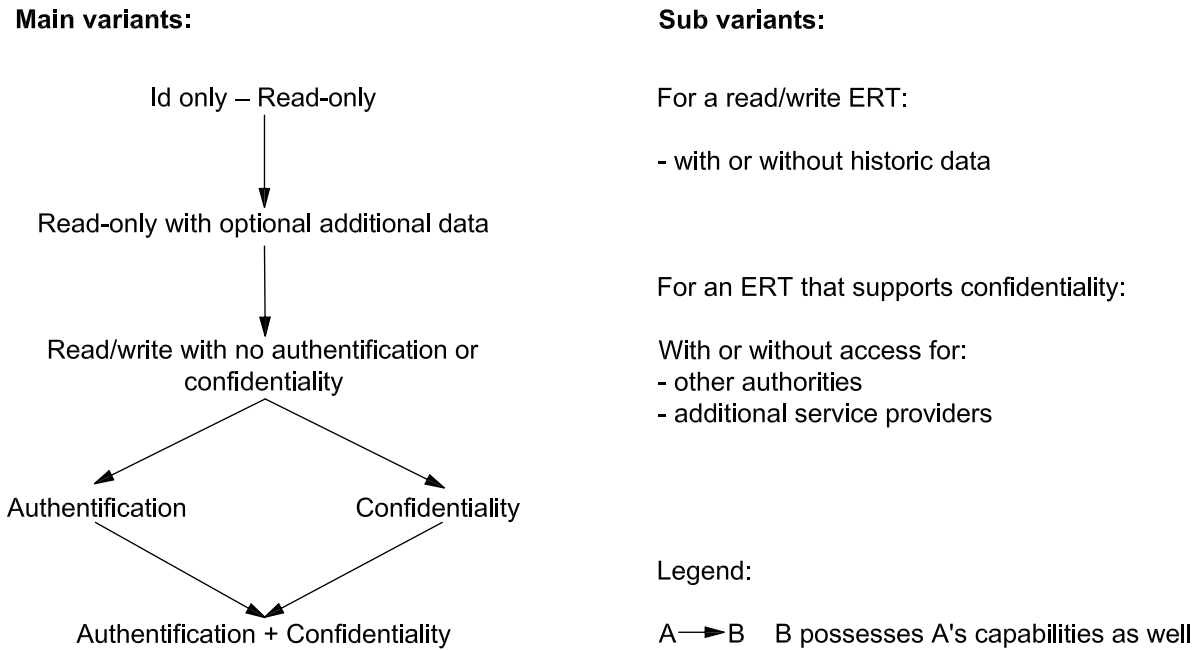 Main variants:
Id only – Read-only
Read-only with optional additional data
Read/write with no authentification or
confidentiality
Authentification
Confidentiality
Authentification + Confidentiality
Sub variants:
For a read/write ERT:
- with or without historic data
For an ERT that supports confidentiality:
With or without access for:
- other authorities
- additional service providers
Legend:
A B B possesses A's capabilities as well